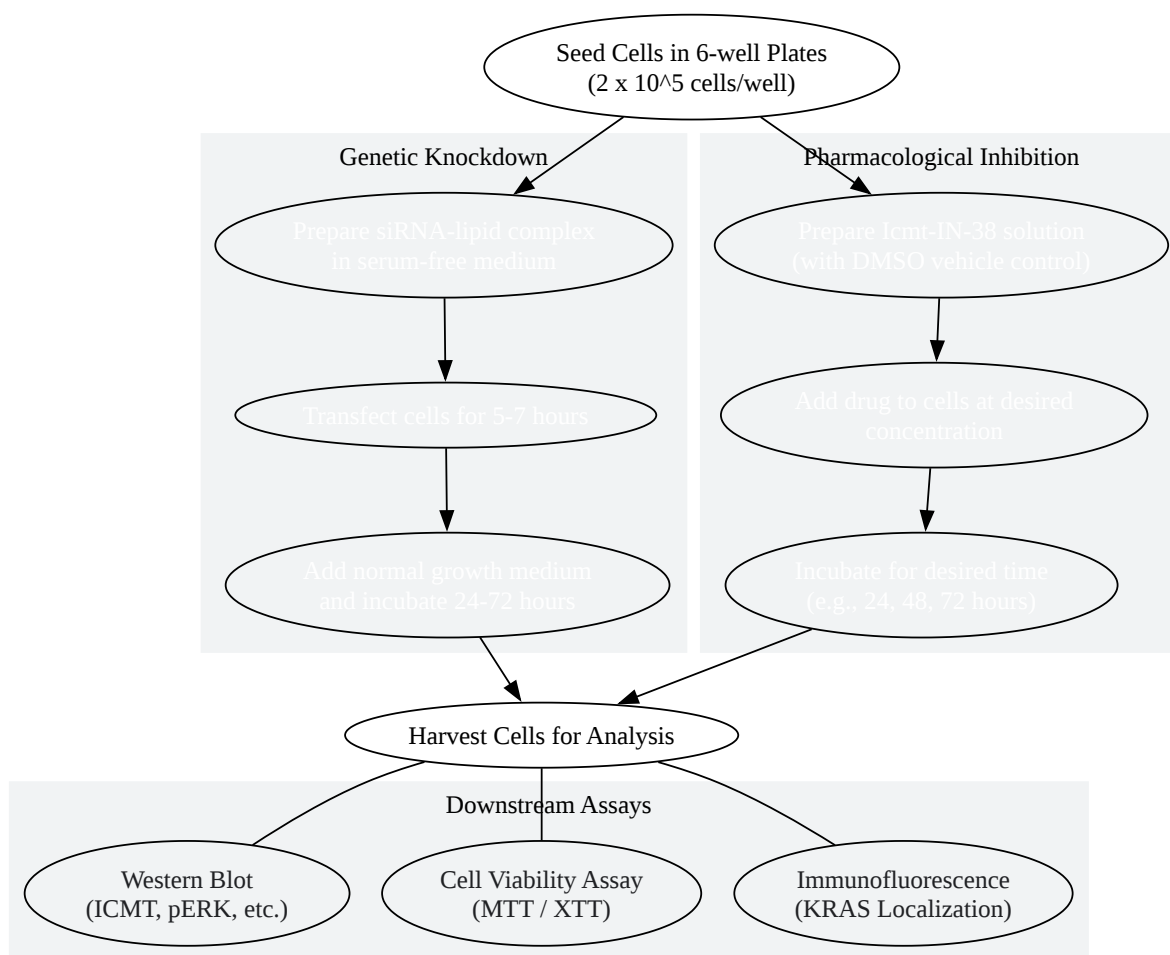 Seed Cells in 6-well Plates
(2 x 10^5 cells/well)
Genetic Knockdown
Prepare siRNA-lipid complex
in serum-free medium
Transfect cells for 5-7 hours
Add normal growth medium
and incubate 24-72 hours
Pharmacological Inhibition
Prepare Icmt-IN-38 solution
(with DMSO vehicle control)
Add drug to cells at desired
concentration
Incubate for desired time
(e.g., 24, 48, 72 hours)
Harvest Cells for Analysis
Downstream Assays
Western Blot
(ICMT, pERK, etc.)
Cell Viability Assay
(MTT / XTT)
Immunofluorescence
(KRAS Localization)